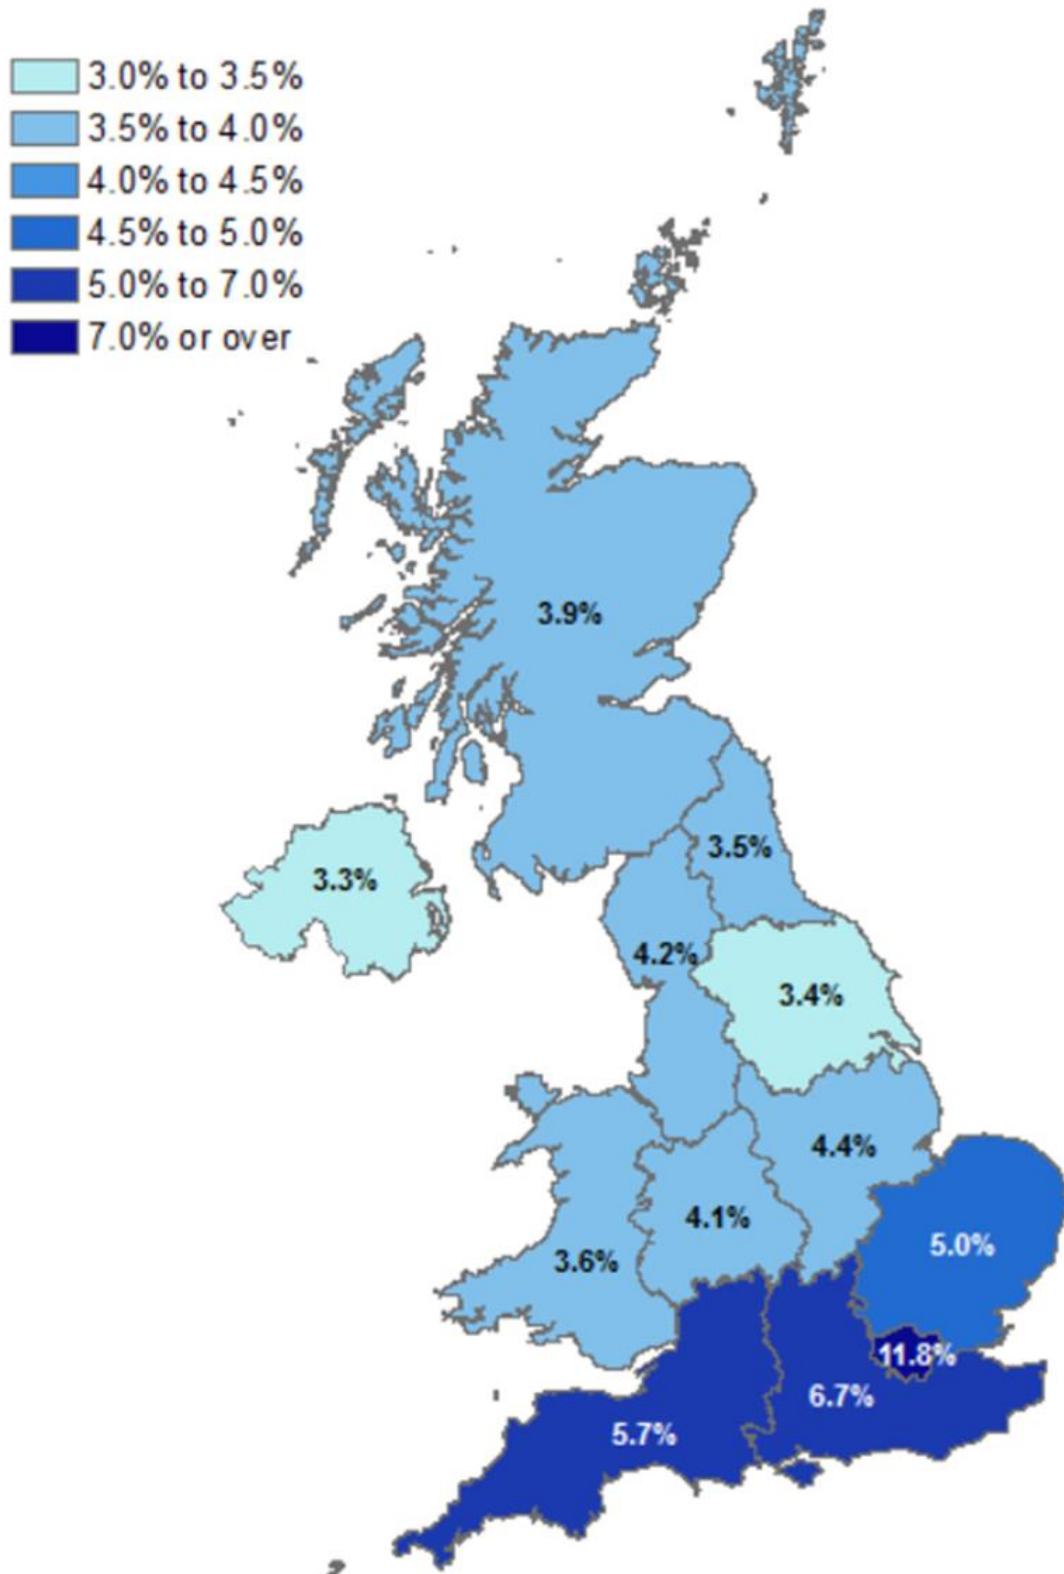 3.0% to 3.5%
3.5% to 4.0%
4.0% to 4.5%
4.5% to 5.0%
5.0% to 7.0%
7.0% or over
3.9%
3.5%
3.3%
4.2%
3.4%
4.4%
4.1%
5.0%
3.6%
11.8%
6.7%
5.7%